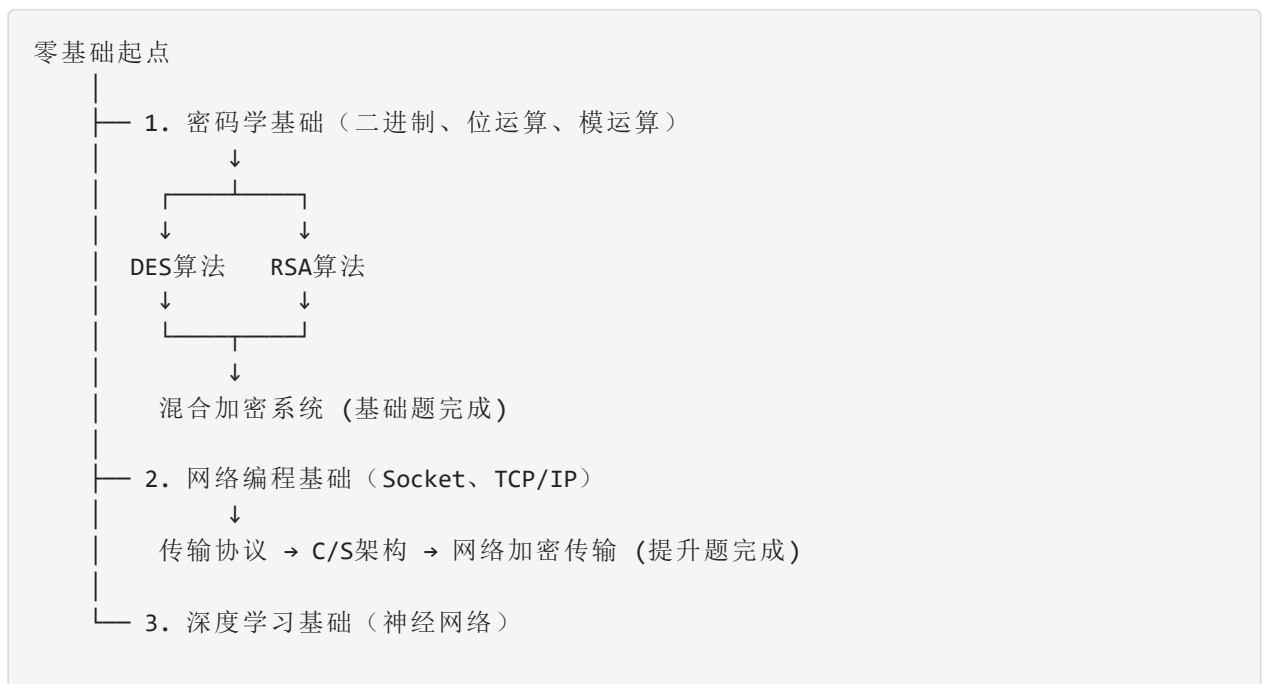 零基础起点
├── 1. 密码学基础（二进制、位运算、模运算）
│ ↓
│ ┌────┴────┐
│ ↓ ↓
│ DES算法 RSA算法
│ ↓ ↓
│ └────┬────┘
│ ↓
│ 混合加密系统 (基础题完成)
├── 2. 网络编程基础（Socket、TCP/IP）
│ ↓
│ 传输协议 → C/S架构 → 网络加密传输 (提升题完成)
└── 3. 深度学习基础（神经网络）